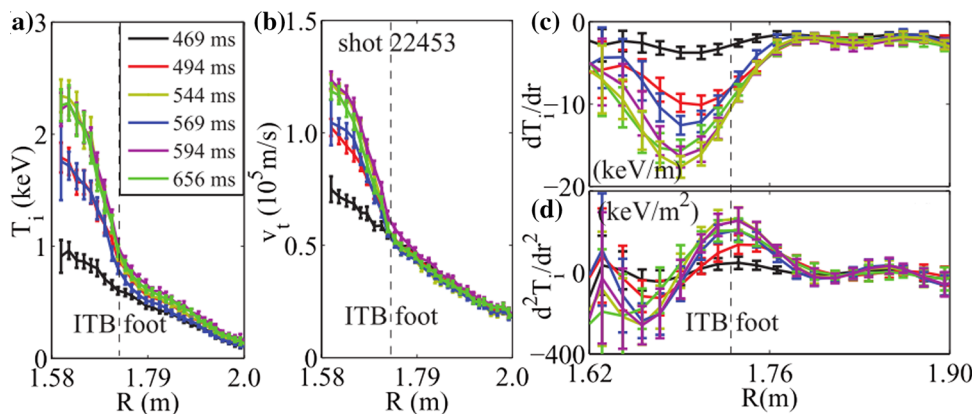 a)
T_i (keV)
3
2
1
0
469 ms
494 ms
544 ms
569 ms
594 ms
656 ms
ITB foot
1.58
1.79
2.0
R (m)
(b)
v_t (10^5 m/s)
1.5
1.0
0.5
0
shot 22453
ITB foot
1.58
1.79
2.0
R (m)
c)
dT_i/dr
0
−10
−20
(keV/m)
d)
d^2T_i/dr^2
(keV/m^2)
0
−400
ITB foot
1.62
1.76
1.90
R(m)